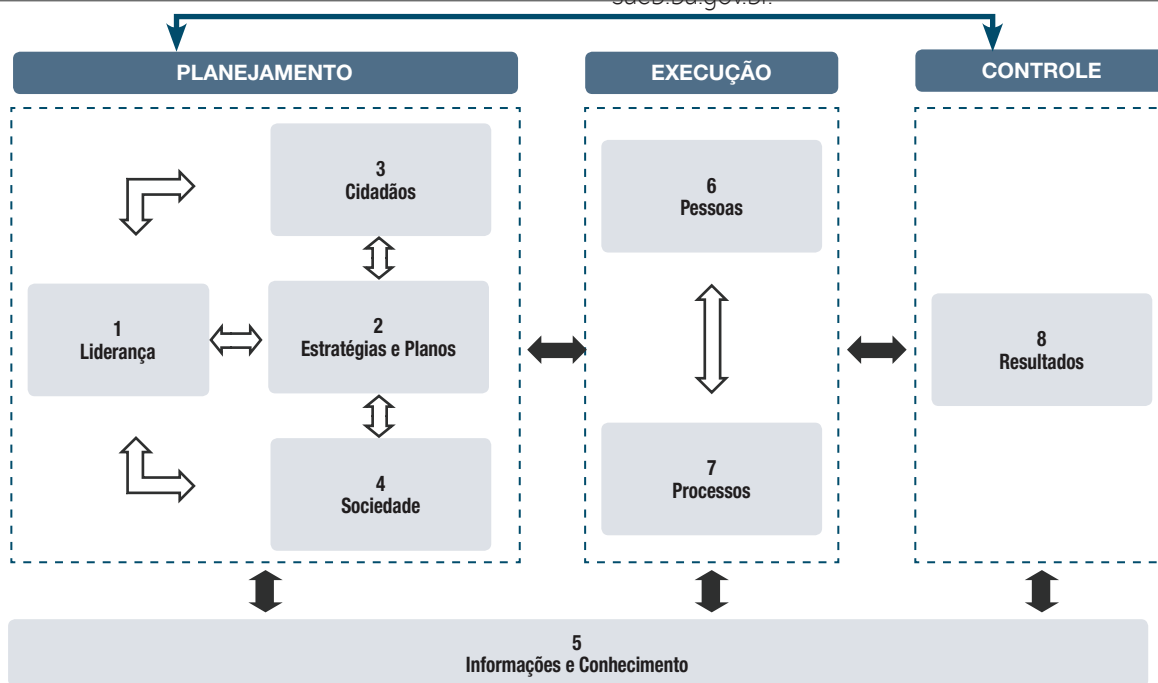 PLANEJAMENTO
EXECUÇÃO
CONTROLE
3
Cidadãos
1
Liderança
2
Estratégias e Planos
4
Sociedade
6
Pessoas
7
Processos
8
Resultados
5
Informações e Conhecimento